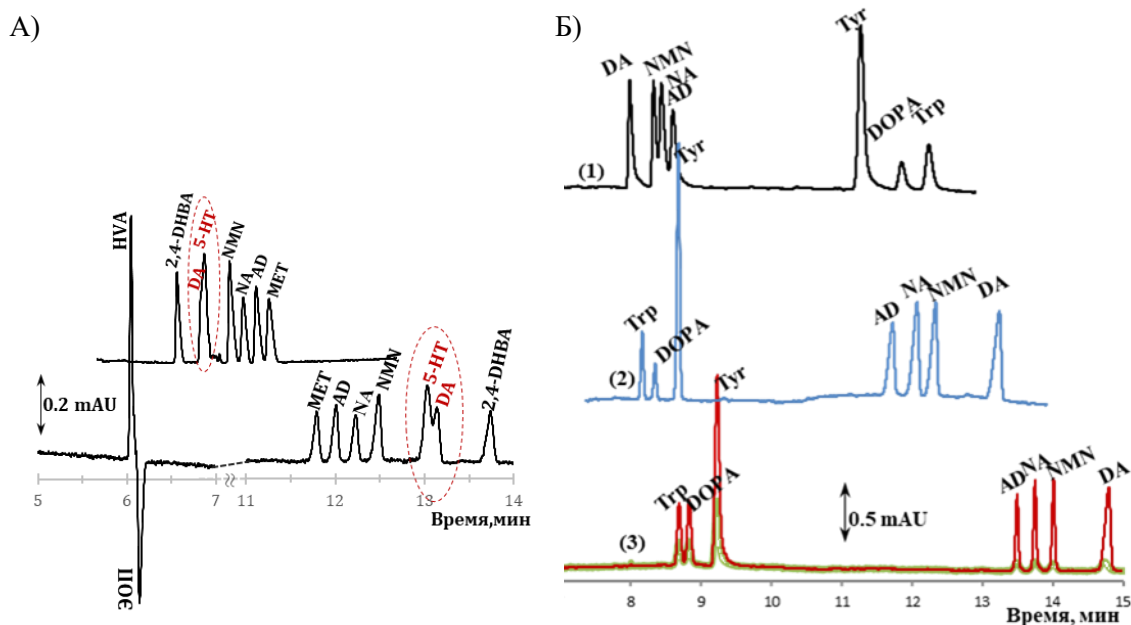 А)
HVA
2,4-DHBA
DA
5-HT
NMN
NA
AD
MET
0.2 mAU
MET
AD
NA
NMN
5-HT
DA
2,4-DHBA
5 6 7 11 12 13 14
Время,мин
ПОЄ
Б)
DA
NMN
NA
AD
Tyr
DOPA
Trp
(1)
Trp
DOPA
Tyr
AD
NA
NMN
DA
(2)
Trp
DOPA
Tyr
AD
NA
NMN
DA
(3)
0.5 mAU
8 9 10 11 12 13 14 15
Время, мин